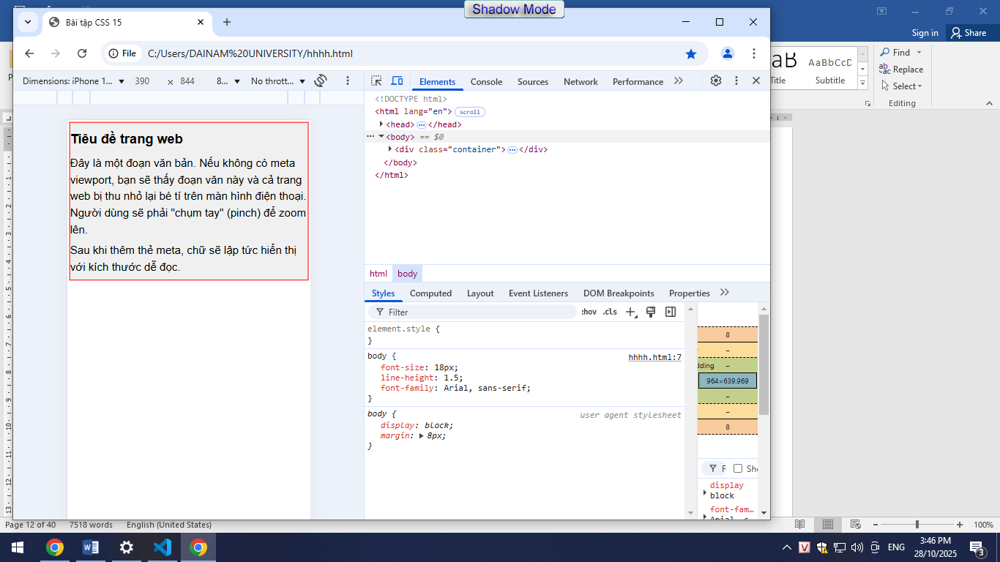 Shadow Mode
Bài tập CSS 15
Sign in
Share
File
C:/Users/DAINAM%20UNIVERSITY/hhhh.html
Find
Replace
Select
Editing
Title
AaBbCcD
Subtitle
Dimensions: iPhone 1...
390
×
844
8...
No thrott...
Elements
Console
Sources
Network
Performance
<!DOCTYPE html>
<html lang="en"> scroll
<head> ⋯ </head>
⋯ <body> == $0
<div class="container"> ⋯ </div>
</body>
</html>
Tiêu đề trang web
Đây là một đoạn văn bản. Nếu không có meta
viewport, bạn sẽ thấy đoạn văn này và cả trang
web bị thu nhỏ lại bé tí trên màn hình điện thoại.
Người dùng sẽ phải "chụm tay" (pinch) để zoom
lên.
Sau khi thêm thẻ meta, chữ sẽ lập tức hiển thị
với kích thước dễ đọc.
html
body
Styles
Computed
Layout
Event Listeners
DOM Breakpoints
Properties
Filter
:hov
.cls
element.style {
}
body {
hhhh.html:7
font-size: 18px;
line-height: 1.5;
font-family: Arial, sans-serif;
}
body {
user agent stylesheet
display: block;
margin: 8px;
}
8
–
dding –
964×639.969
–
–
8
display
block
font-fam…
Page 12 of 40
7518 words
English (United States)
100%
ENG
3:46 PM
28/10/2025
3